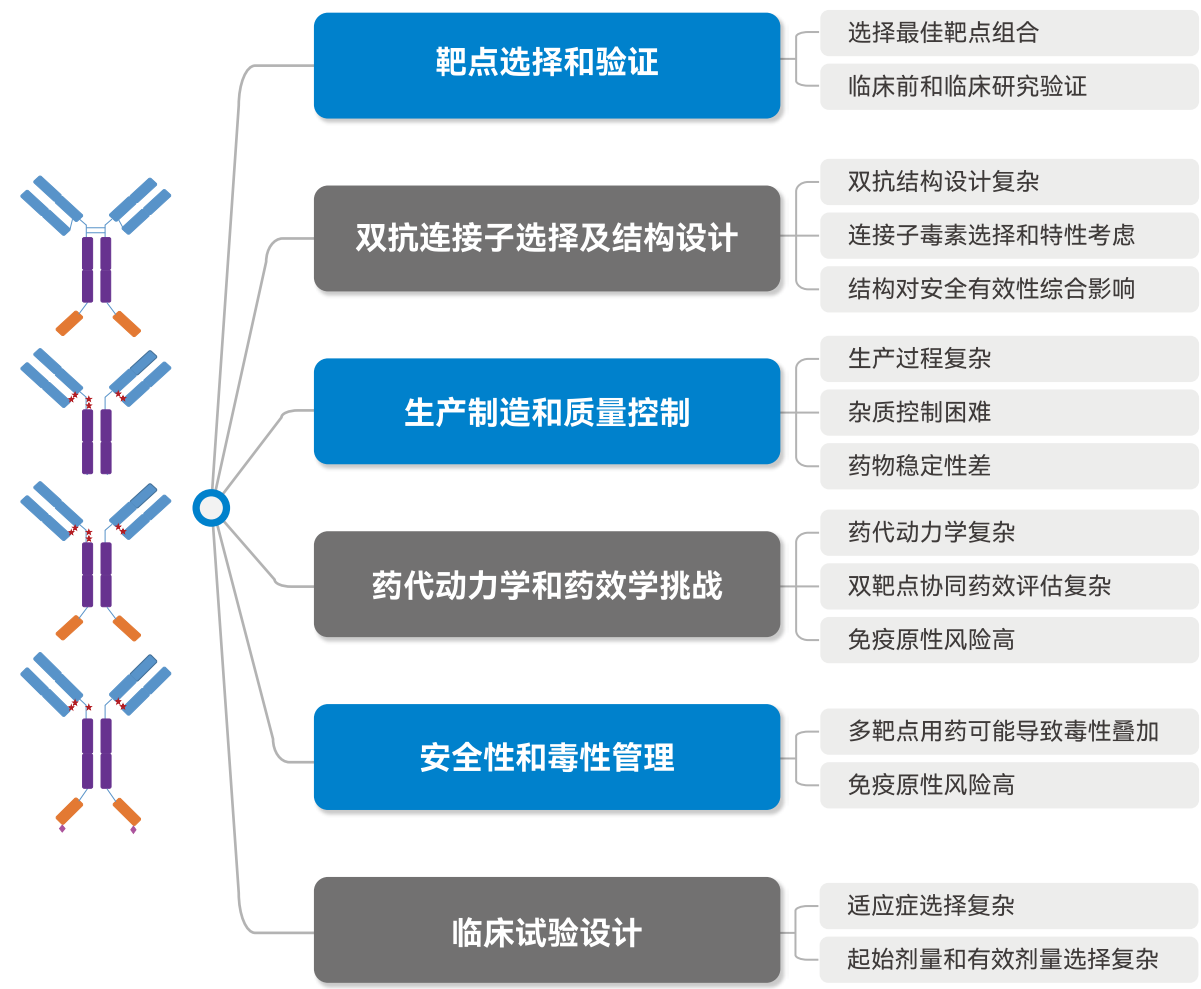 靶点选择和验证
选择最佳靶点组合
临床前和临床研究验证
双抗连接子选择及结构设计
双抗结构设计复杂
连接子毒素选择和特性考虑
结构对安全有效性综合影响
生产制造和质量控制
生产过程复杂
杂质控制困难
药物稳定性差
药代动力学和药效学挑战
药代动力学复杂
双靶点协同药效评估复杂
免疫原性风险高
安全性和毒性管理
多靶点用药可能导致毒性叠加
免疫原性风险高
临床试验设计
适应症选择复杂
起始剂量和有效剂量选择复杂